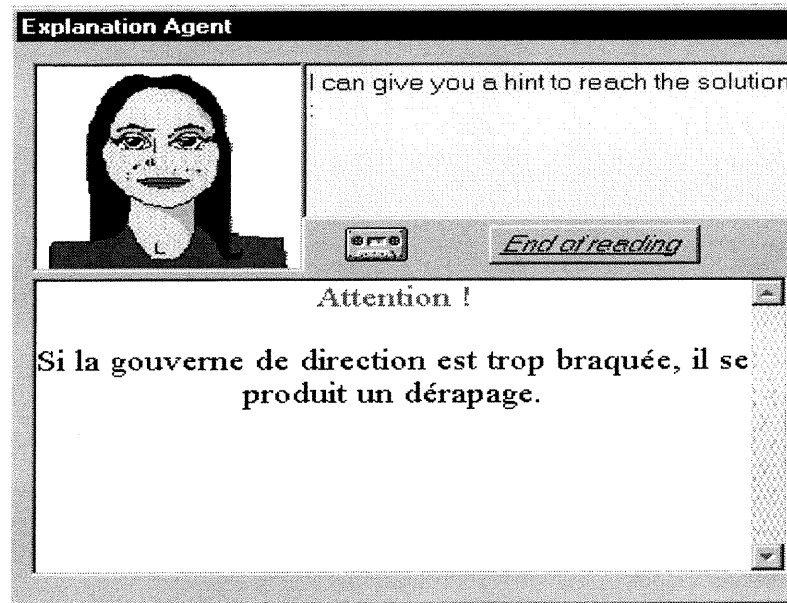 Explanation Agent
I can give you a hint to reach the solution
:
End of reading
Attention !
Si la gouverne de direction est trop braquée, il se
produit un dérapage.